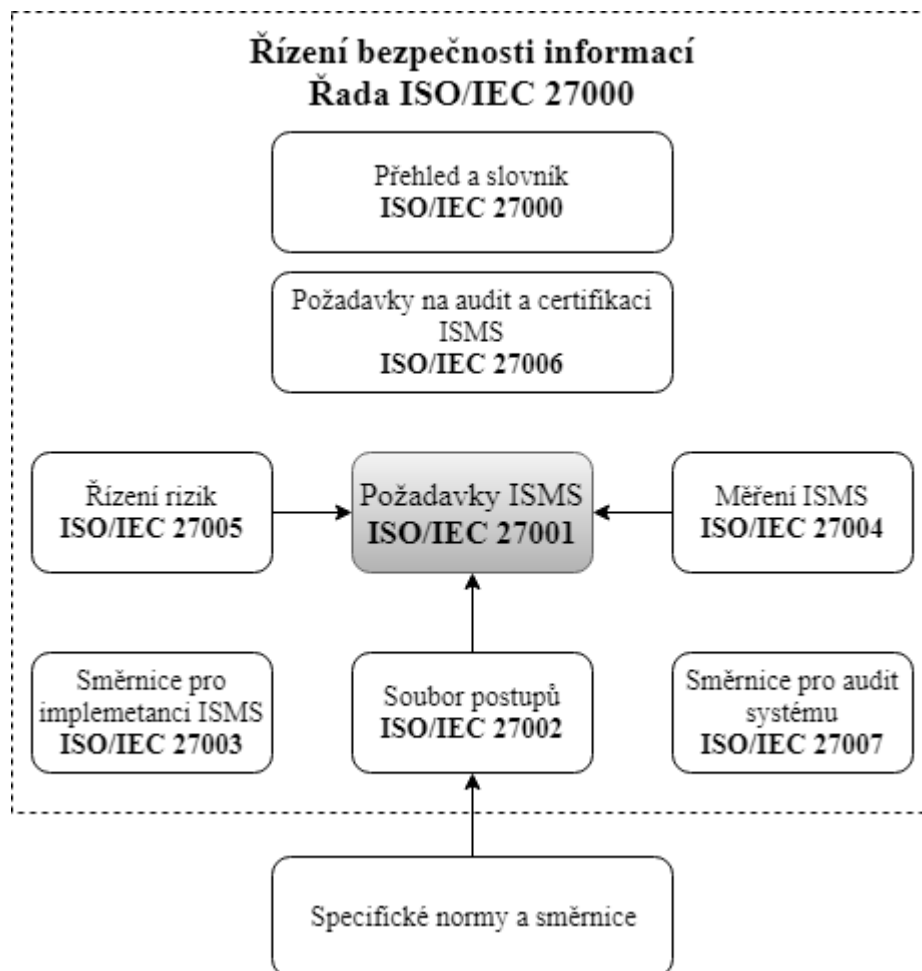 Řízení bezpečnosti informací
Řada ISO/IEC 27000
Přehled a slovník
ISO/IEC 27000
Požadavky na audit a certifikaci
ISMS
ISO/IEC 27006
Řízení rizik
ISO/IEC 27005
Požadavky ISMS
ISO/IEC 27001
Měření ISMS
ISO/IEC 27004
Směrnice pro
implemetanci ISMS
ISO/IEC 27003
Soubor postupů
ISO/IEC 27002
Směrnice pro audit
systému
ISO/IEC 27007
Specifické normy a směrnice